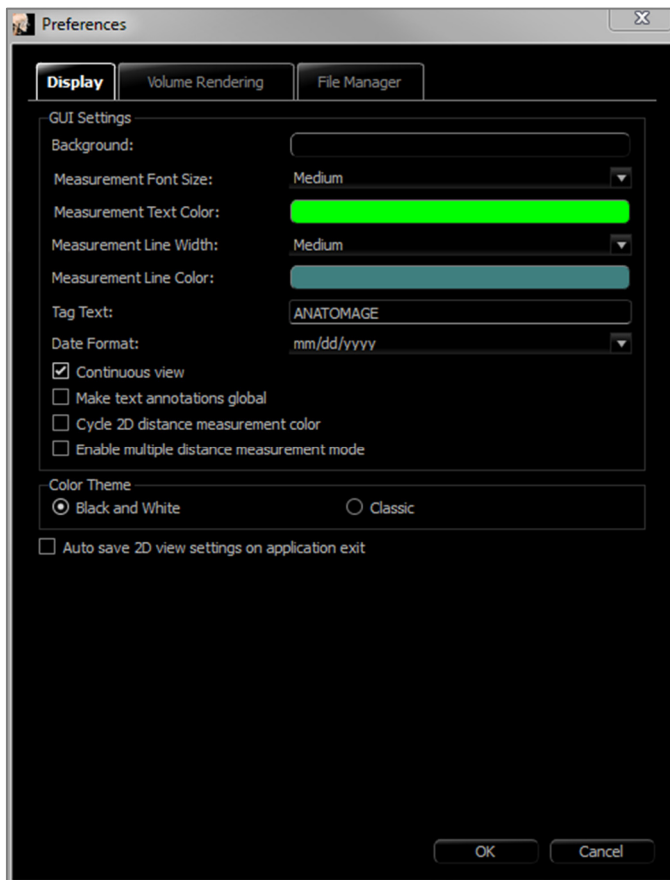 Preferences
Display Volume Rendering File Manager
GUI Settings
Background:
Measurement Font Size: Medium
Measurement Text Color:
Measurement Line Width: Medium
Measurement Line Color:
Tag Text: ANATOMAGE
Date Format: mm/dd/yyyy
Continuous view
Make text annotations global
Cycle 2D distance measurement color
Enable multiple distance measurement mode
Color Theme
Black and White Classic
Auto save 2D view settings on application exit
OK Cancel